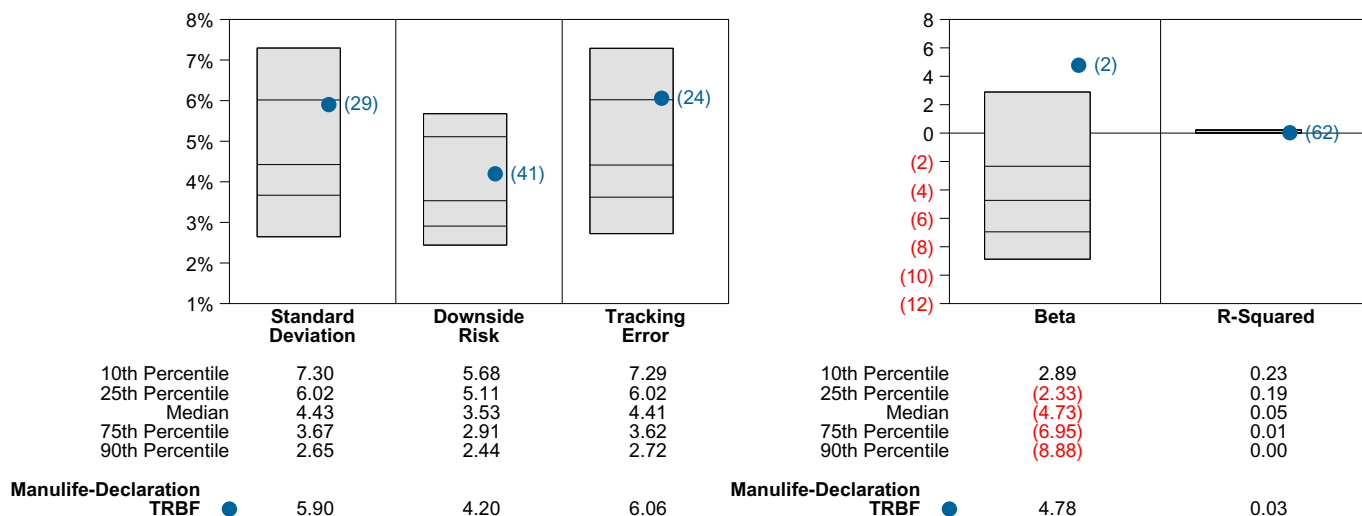 8%
7%
6%
5%
4%
3%
2%
1%
(29)
(41)
(24)
Standard
Deviation
Downside
Risk
Tracking
Error
10th Percentile 7.30 5.68 7.29
25th Percentile 6.02 5.11 6.02
Median 4.43 3.53 4.41
75th Percentile 3.67 2.91 3.62
90th Percentile 2.65 2.44 2.72
Manulife-Declaration
TRBF 5.90 4.20 6.06
8
6
4
2
0
(2)
(4)
(6)
(8)
(10)
(12)
(2)
(62)
Beta
R-Squared
10th Percentile 2.89 0.23
25th Percentile (2.33) 0.19
Median (4.73) 0.05
75th Percentile (6.95) 0.01
90th Percentile (8.88) 0.00
Manulife-Declaration
TRBF 4.78 0.03